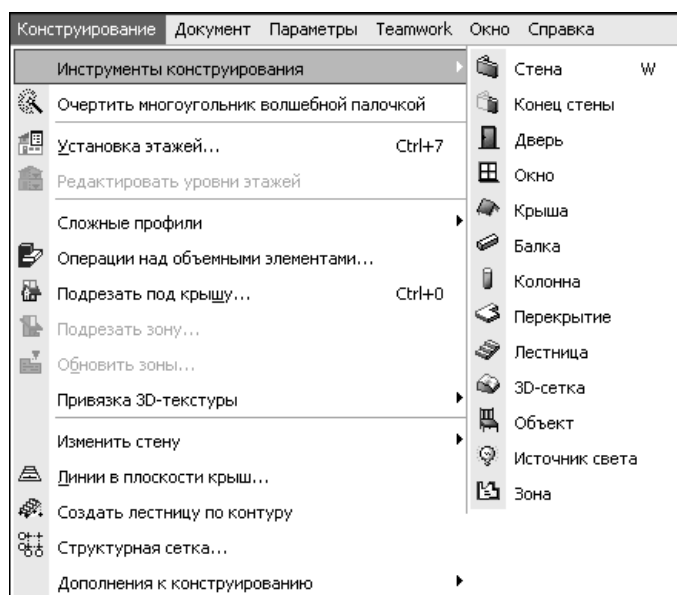 Конструирование Документ Параметры Teamwork Окно Справка
Инструменты конструирования
Очертить многоугольник волшебной палочкой
Установка этажей... Ctrl+7
Редактировать уровни этажей
Сложные профили
Операции над объемными элементами...
Подрезать под крышу... Ctrl+0
Подрезать зону...
Обновить зоны...
Привязка 3D-текстуры
Изменить стену
Линии в плоскости крыш...
Создать лестницу по контуру
Структурная сетка...
Дополнения к конструированию
Стена W
Конец стены
Дверь
Окно
Крыша
Балка
Колонна
Перекрытие
Лестница
3D-сетка
Объект
Источник света
Зона